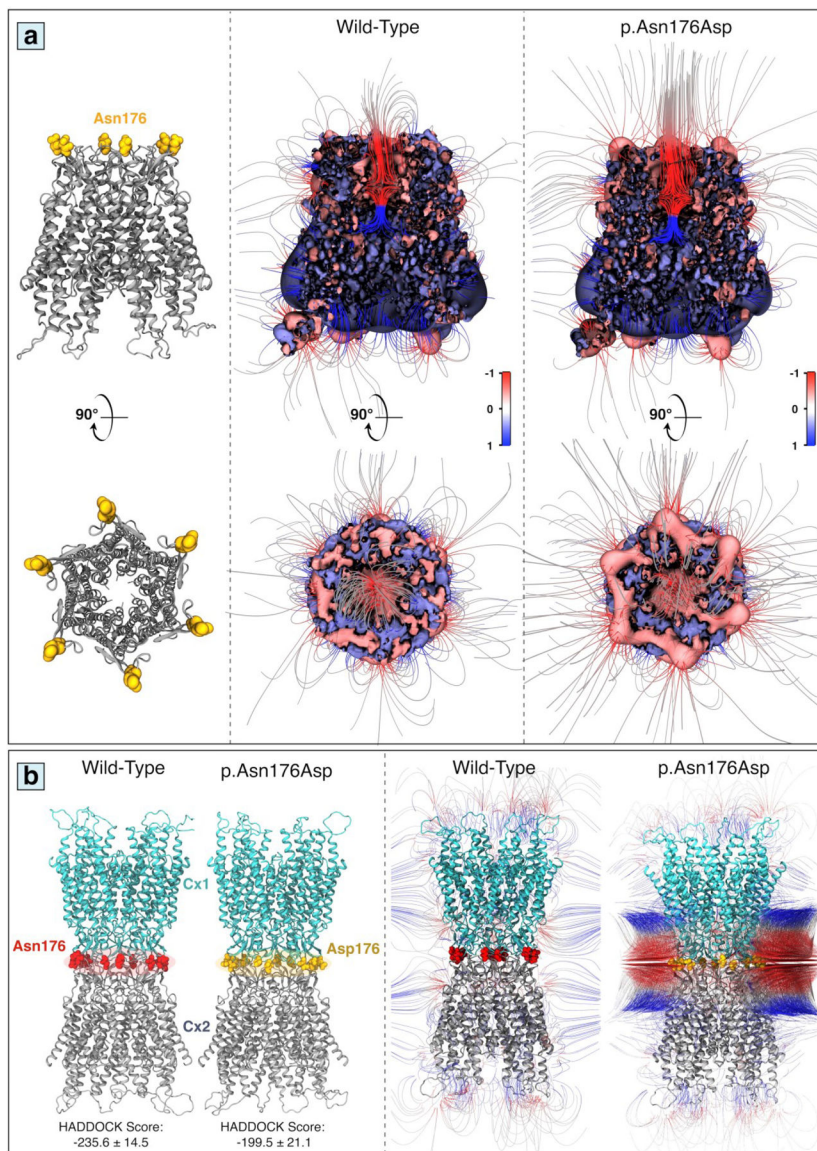 a
Wild-Type
p.Asn176Asp
Asn176
90°
90°
90°
-1
0
1
-1
0
1
b
Wild-Type
p.Asn176Asp
Wild-Type
p.Asn176Asp
Cx1
Asn176
Asp176
Cx2
HADDOCK Score:
-235.6 ± 14.5
HADDOCK Score:
-199.5 ± 21.1